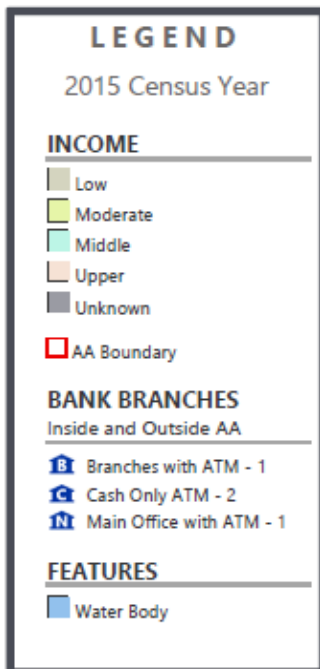 LEGEND
2015 Census Year
INCOME
Low
Moderate
Middle
Upper
Unknown
AA Boundary
BANK BRANCHES
Inside and Outside AA
B Branches with ATM - 1
C Cash Only ATM - 2
N Main Office with ATM - 1
FEATURES
Water Body